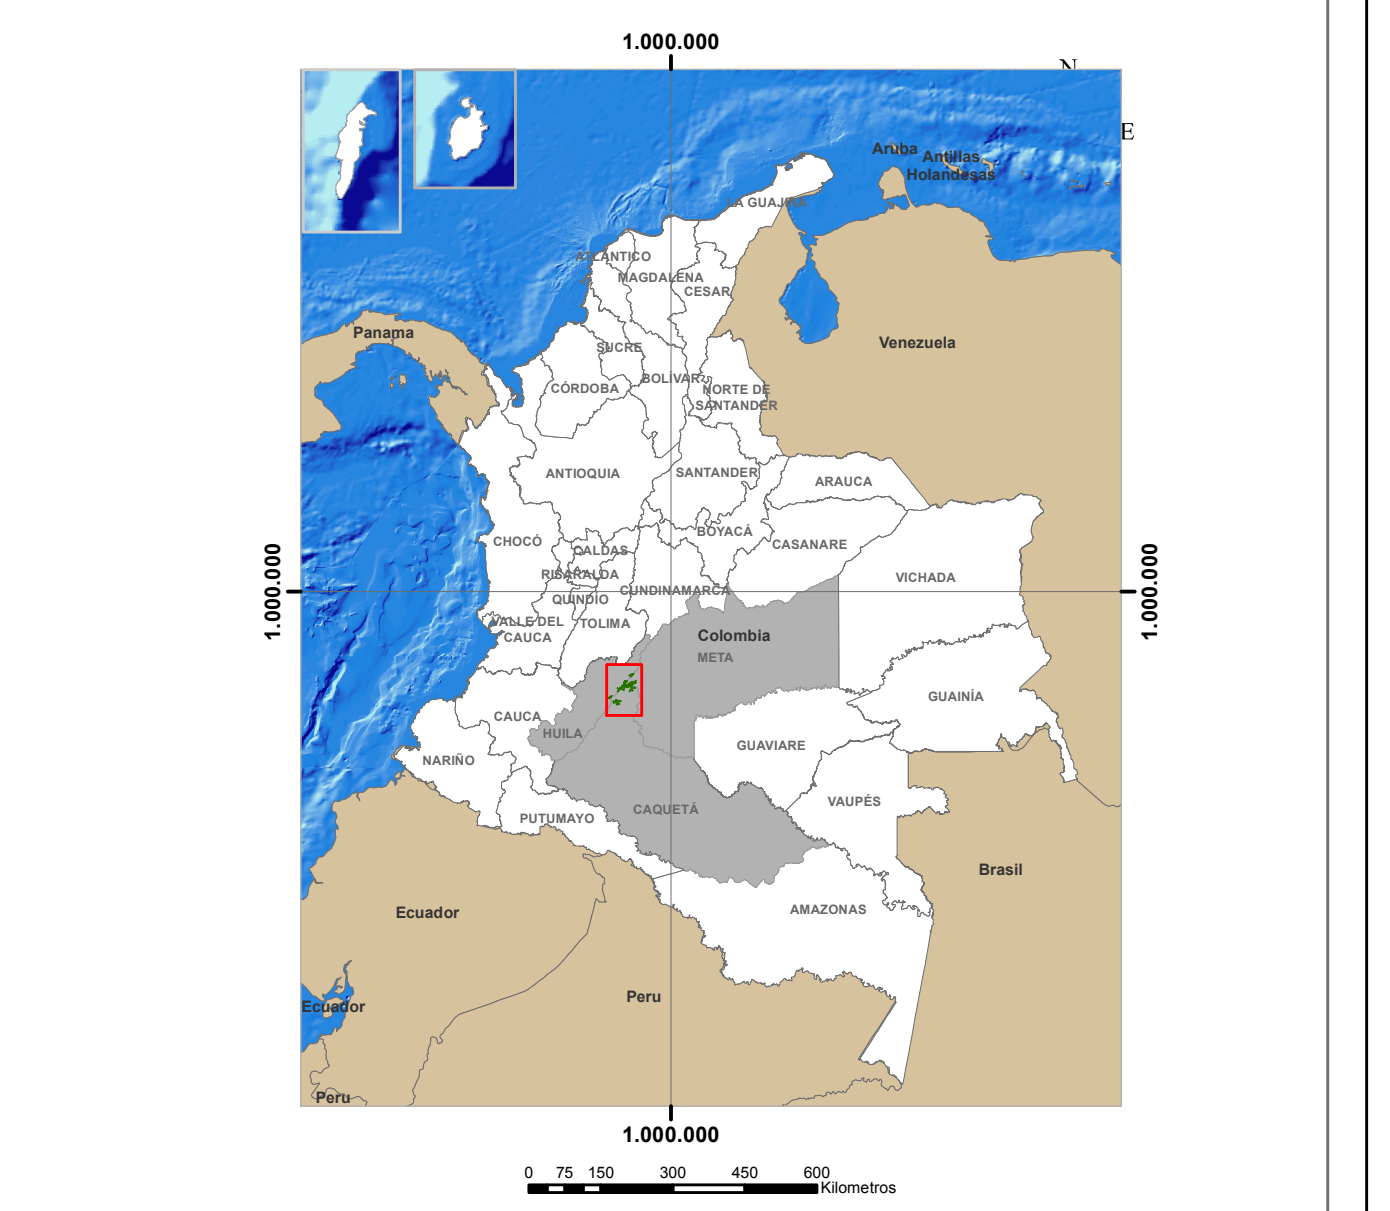 1.000.000
N
E
Aruba
Antillas
Holandesas
LA GUAJIRA
ATLÁNTICO
MAGDALENA
CESAR
Panama
Venezuela
SUCRE
BOLÍVAR
CÓRDOBA
NORTE DE
SANTANDER
ANTIOQUIA
SANTANDER
ARAUCA
BOYACÁ
CHOCÓ
CASANARE
CALDAS
RISARALDA
VICHADA
1.000.000
1.000.000
CUNDINAMARCA
QUINDÍO
VALLE DEL
CAUCA
TOLIMA
Colombia
META
GUAINÍA
CAUCA
HUILA
GUAVIARE
NARIÑO
VAUPÉS
CAQUETÁ
PUTUMAYO
Brasil
AMAZONAS
Ecuador
Peru
Ecuador
Peru
1.000.000
0 75 150 300 450 600
Kilometros